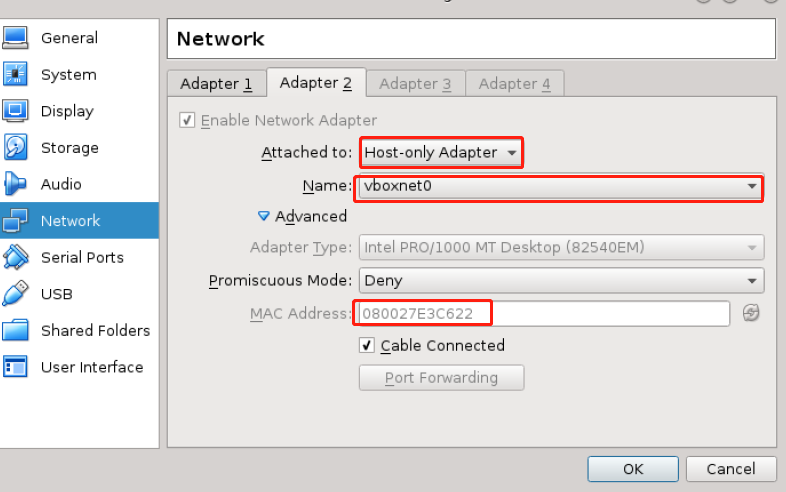 General
System
Display
Storage
Audio
Network
Serial Ports
USB
Shared Folders
User Interface
Network
Adapter 1 Adapter 2 Adapter 3 Adapter 4
Enable Network Adapter
Attached to: Host-only Adapter
Name: vboxnet0
Advanced
Adapter Type: Intel PRO/1000 MT Desktop (82540EM)
Promiscuous Mode: Deny
MAC Address: 080027E3C622
Cable Connected
Port Forwarding
OK Cancel